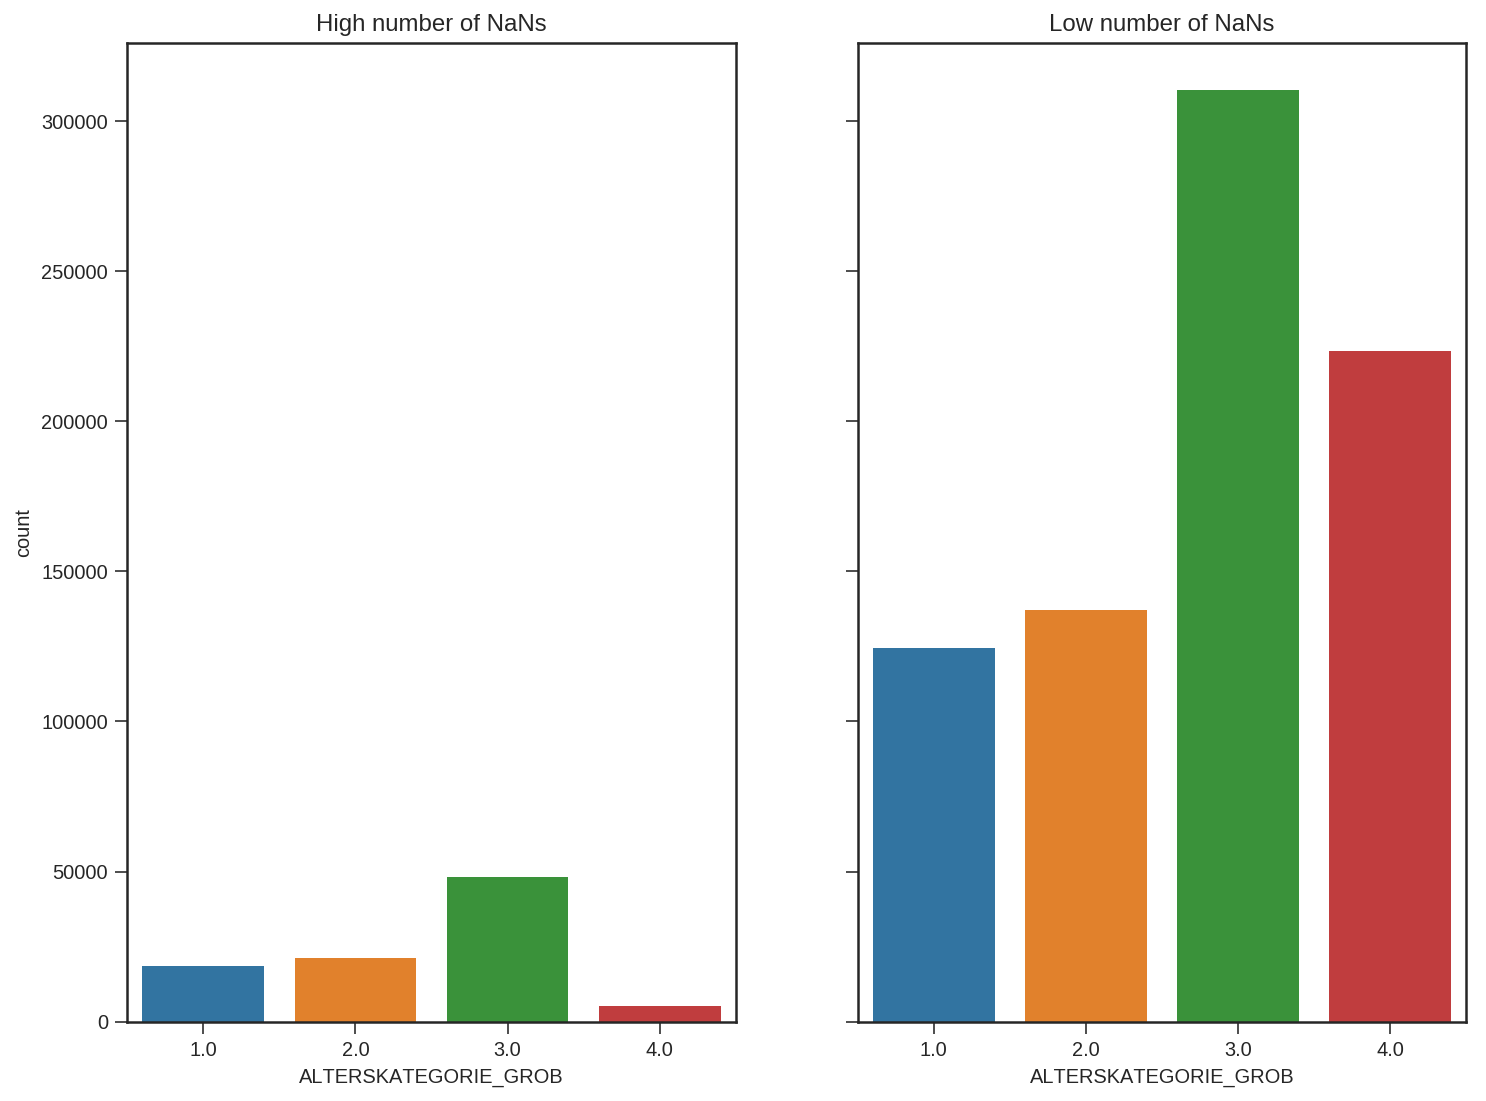 High number of NaNs
Low number of NaNs
300000
250000
200000
150000
100000
50000
0
count
1.0 2.0 3.0 4.0
ALTERSKATEGORIE_GROB
1.0 2.0 3.0 4.0
ALTERSKATEGORIE_GROB